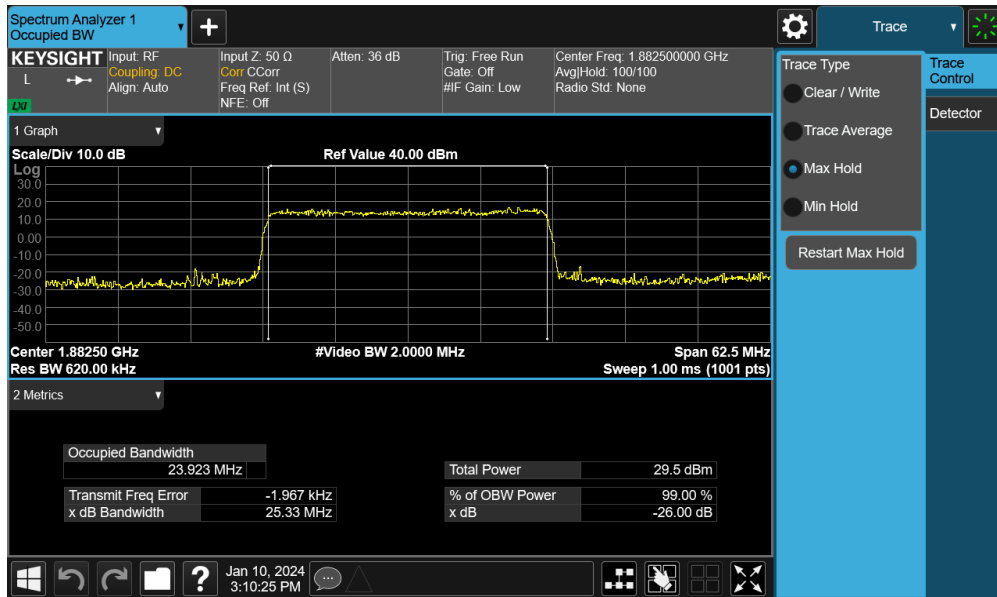 Spectrum Analyzer 1
Occupied BW
+
Trace
KEYSIGHT
L
LXI
Input: RF
Coupling: DC
Align: Auto
Input Z: 50 Ω
Corr CCorr
Freq Ref: Int (S)
NFE: Off
Atten: 36 dB
Trig: Free Run
Gate: Off
#IF Gain: Low
Center Freq: 1.882500000 GHz
Avg|Hold: 100/100
Radio Std: None
Trace Type
Clear / Write
Trace Average
Max Hold
Min Hold
Restart Max Hold
Trace
Control
Detector
1 Graph
Scale/Div 10.0 dB
Ref Value 40.00 dBm
Log
30.0
20.0
10.0
0.00
-10.0
-20.0
-30.0
-40.0
-50.0
Center 1.88250 GHz
#Video BW 2.0000 MHz
Span 62.5 MHz
Res BW 620.00 kHz
Sweep 1.00 ms (1001 pts)
2 Metrics
Occupied Bandwidth
23.923 MHz
Total Power 29.5 dBm
Transmit Freq Error -1.967 kHz
% of OBW Power 99.00 %
x dB Bandwidth 25.33 MHz
x dB -26.00 dB
?
Jan 10, 2024
3:10:25 PM